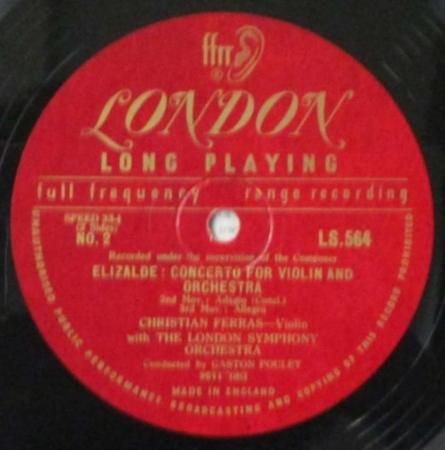 ffrr
LONDON
LONG PLAYING
full frequency range recording
SPEED 33⅓
(2 Sides)
NO. 2
LS.564
Recorded under the supervision of the Composer
ELIZALDE : CONCERTO FOR VIOLIN AND
ORCHESTRA
2nd Mov.: Adagio (Concl.)
3rd Mov.: Allegro
CHRISTIAN FERRAS—Violin
with THE LONDON SYMPHONY
ORCHESTRA
Conducted by GASTON POULET
MADE IN ENGLAND
UNAUTHORISED PUBLIC PERFORMANCE BROADCASTING AND COPYING OF THIS RECORD PROHIBITED